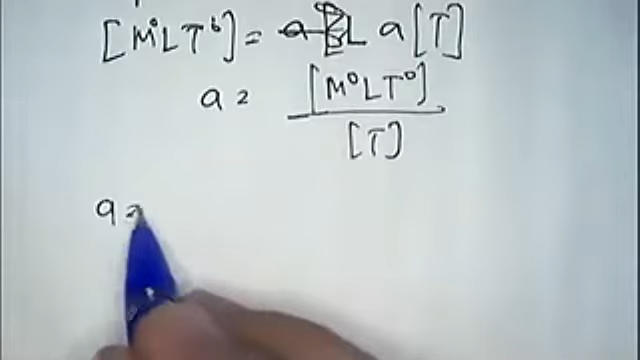 [M⁰LT⁰] = a[T]
a = [M⁰LT⁰]
[T]
a =